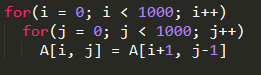 for(i = 0; i < 1000; i++)
  for(j = 0; j < 1000; j++)
    A[i, j] = A[i+1, j-1]